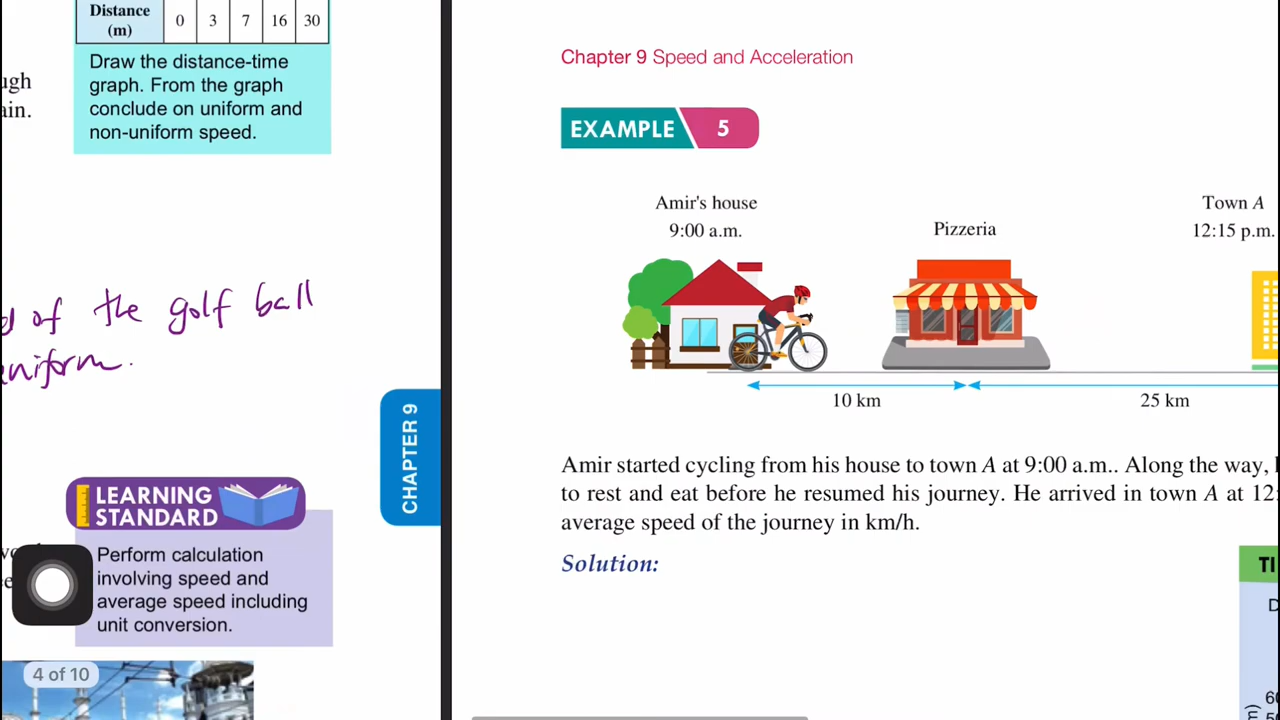 Distance
(m)
0 3 7 16 30
Draw the distance-time
graph. From the graph
conclude on uniform and
non-uniform speed.
ugh
ain.
of the golf ball
uniform.
CHAPTER 9
LEARNING
STANDARD
Perform calculation
involving speed and
average speed including
unit conversion.
4 of 10
Chapter 9 Speed and Acceleration
EXAMPLE 5
Amir's house
9:00 a.m.
Pizzeria
Town A
12:15 p.m.
10 km
25 km
Amir started cycling from his house to town A at 9:00 a.m.. Along the way,
to rest and eat before he resumed his journey. He arrived in town A at 12:
average speed of the journey in km/h.
Solution:
TI